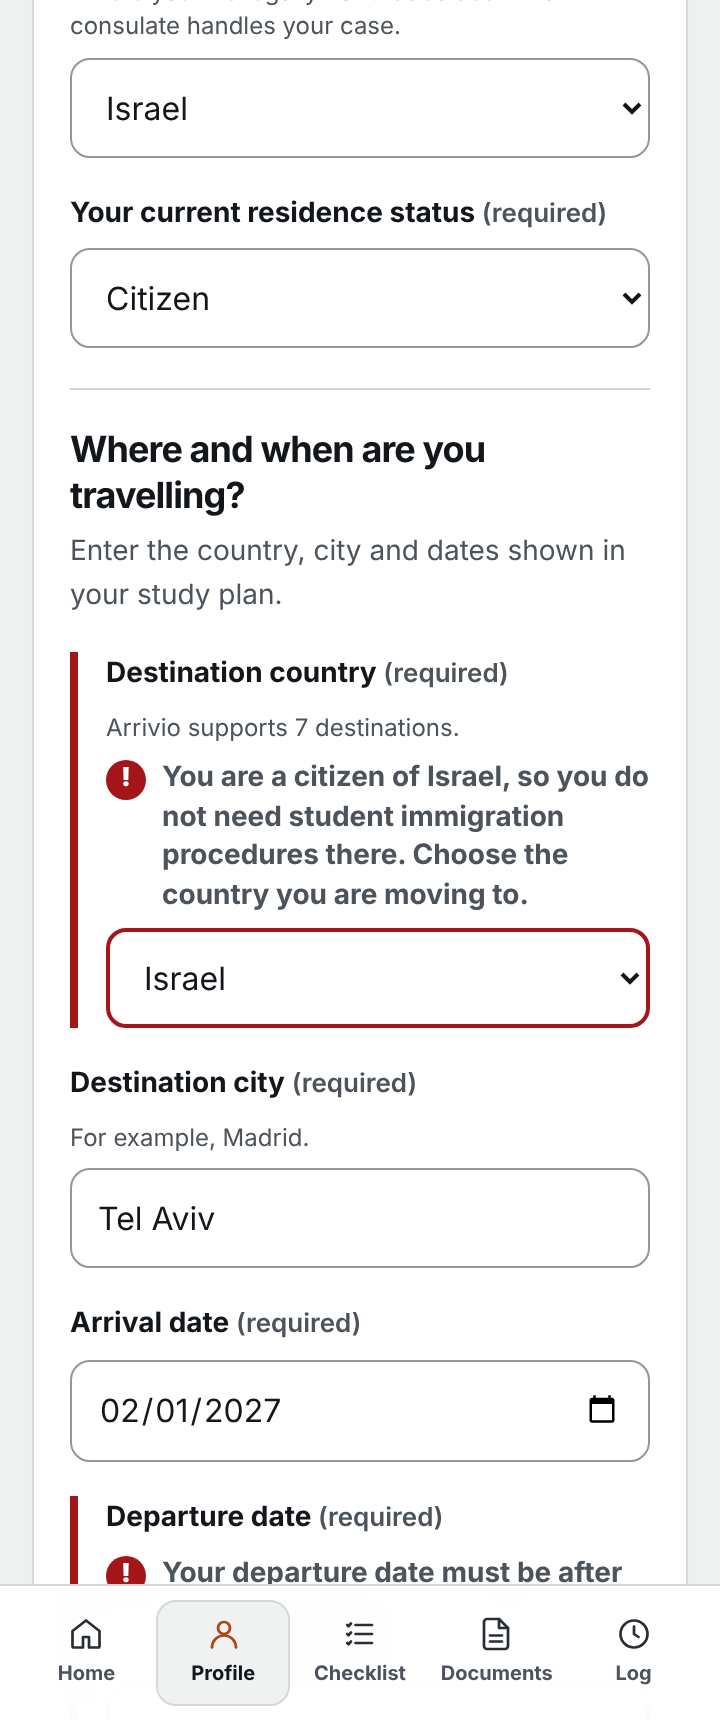 consulate handles your case.
Israel
Your current residence status (required)
Citizen
Where and when are you
travelling?
Enter the country, city and dates shown in
your study plan.
Destination country (required)
Arrivio supports 7 destinations.
You are a citizen of Israel, so you do
not need student immigration
procedures there. Choose the
country you are moving to.
Israel
Destination city (required)
For example, Madrid.
Tel Aviv
Arrival date (required)
02/01/2027
Departure date (required)
Your departure date must be after
Home
Profile
Checklist
Documents
Log